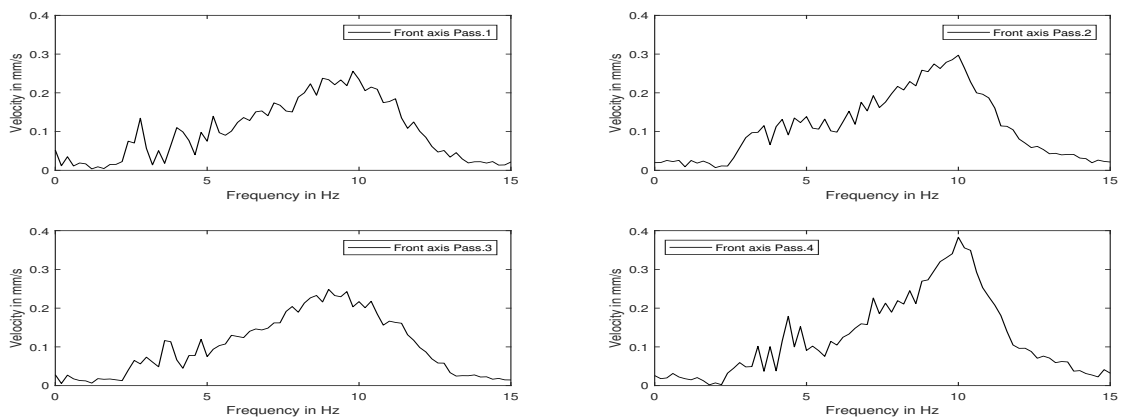 0.4
0.3
0.2
0.1
0
Velocity in mm/s
Front axis Pass.1
0 5 10 15
Frequency in Hz
0.4
0.3
0.2
0.1
0
Velocity in mm/s
Front axis Pass.2
0 5 10 15
Frequency in Hz
0.4
0.3
0.2
0.1
0
Velocity in mm/s
Front axis Pass.3
0 5 10 15
Frequency in Hz
0.4
0.3
0.2
0.1
0
Velocity in mm/s
Front axis Pass.4
0 5 10 15
Frequency in Hz